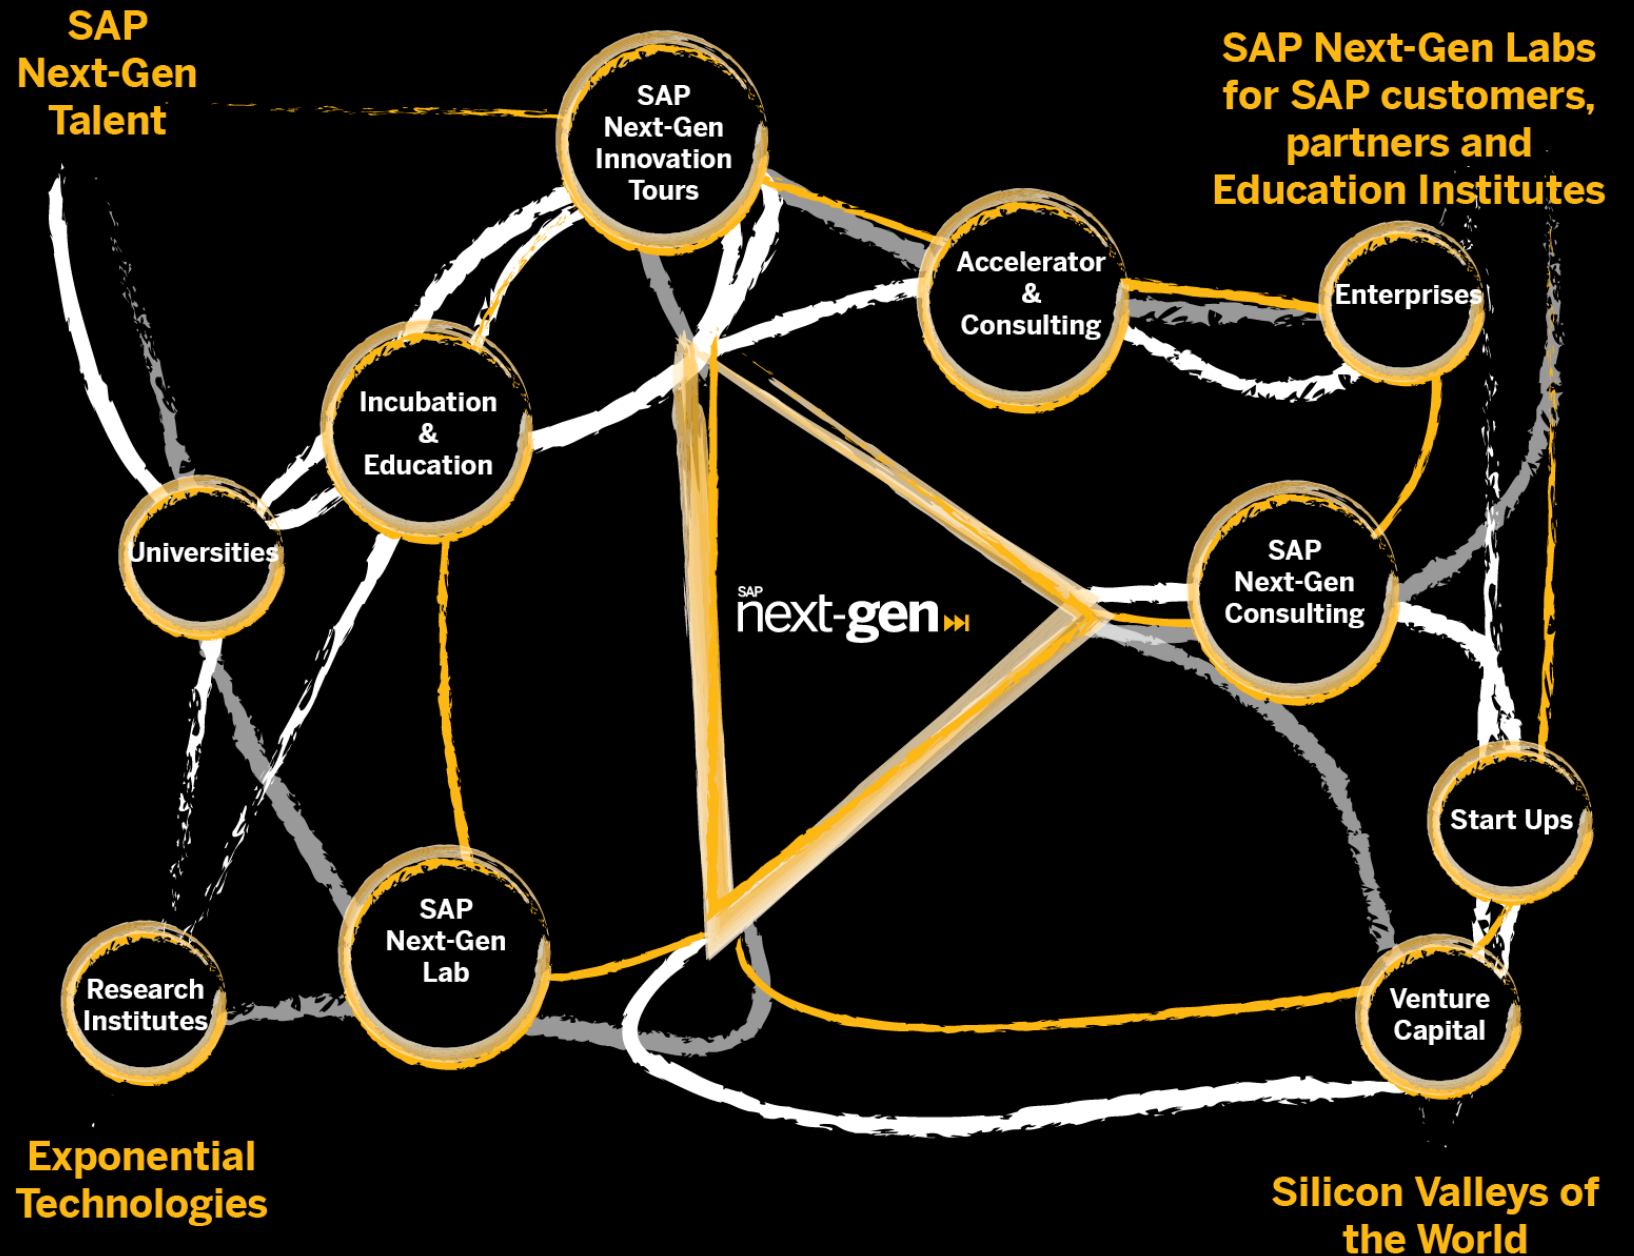 SAP
Next-Gen
Talent
SAP
Next-Gen
Innovation
Tours
SAP Next-Gen Labs
for SAP customers,
partners and
Education Institutes
Accelerator
&
Consulting
Enterprises
Incubation
&
Education
Universities
SAP
next-gen
SAP
Next-Gen
Consulting
Start Ups
SAP
Next-Gen
Lab
Research
Institutes
Venture
Capital
Exponential
Technologies
Silicon Valleys of
the World